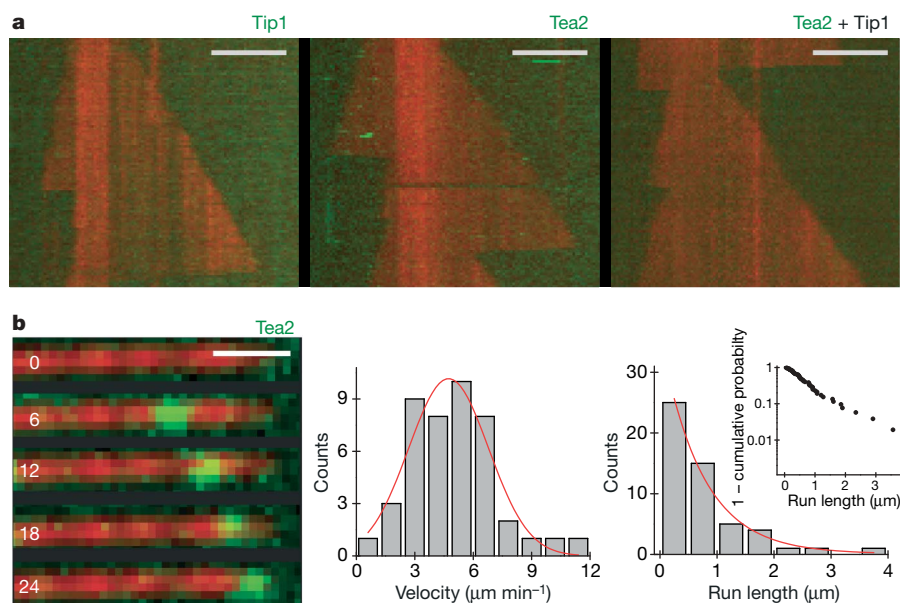 a
Tip1
Tea2
Tea2 + Tip1
b
Tea2
0
6
12
18
24
Counts
9
6
3
0
0 3 6 9 12
Velocity (μm min⁻¹)
Counts
30
20
10
0
0 1 2 3 4
Run length (μm)
1 – cumulative probabilty
1
0.1
0.01
0 1 2 3
Run length (μm)